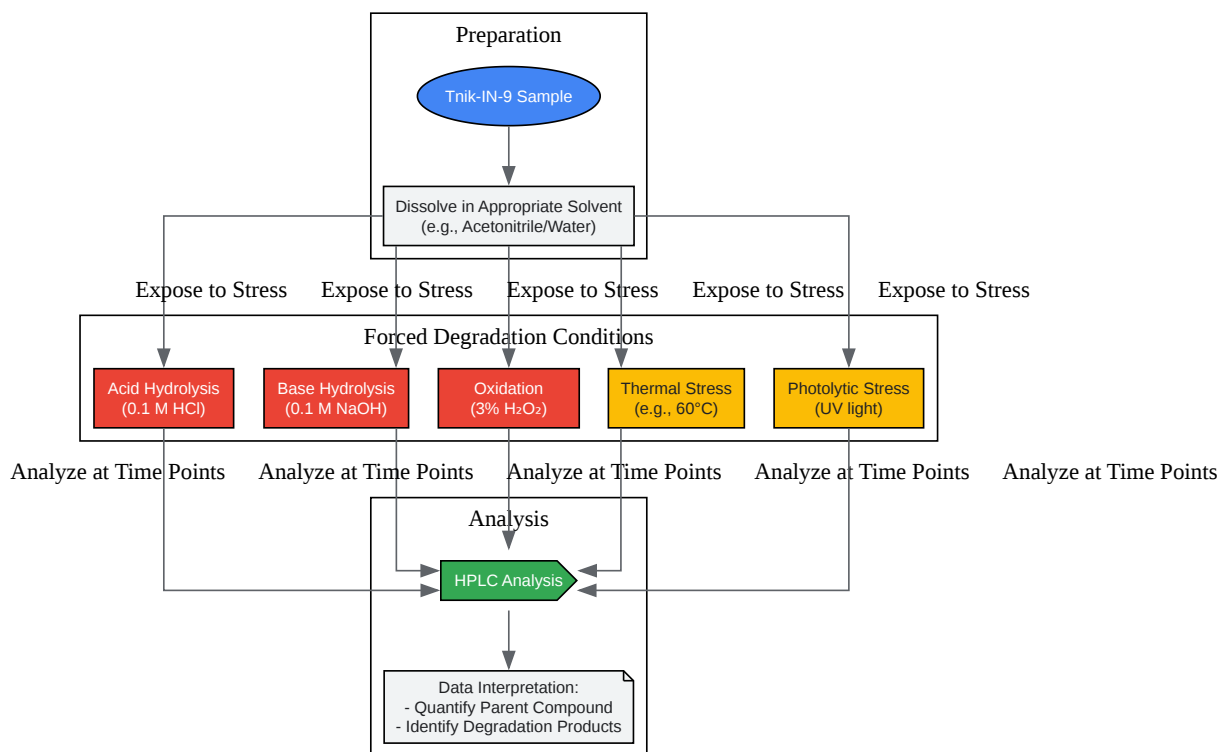 Preparation
Tnik-IN-9 Sample
Dissolve in Appropriate Solvent
(e.g., Acetonitrile/Water)
Expose to Stress
Expose to Stress
Expose to Stress
Expose to Stress
Expose to Stress
Forced Degradation Conditions
Acid Hydrolysis
(0.1 M HCl)
Base Hydrolysis
(0.1 M NaOH)
Oxidation
(3% H₂O₂)
Thermal Stress
(e.g., 60°C)
Photolytic Stress
(UV light)
Analyze at Time Points
Analyze at Time Points
Analyze at Time Points
Analyze at Time Points
Analyze at Time Points
Analysis
HPLC Analysis
Data Interpretation:
- Quantify Parent Compound
- Identify Degradation Products